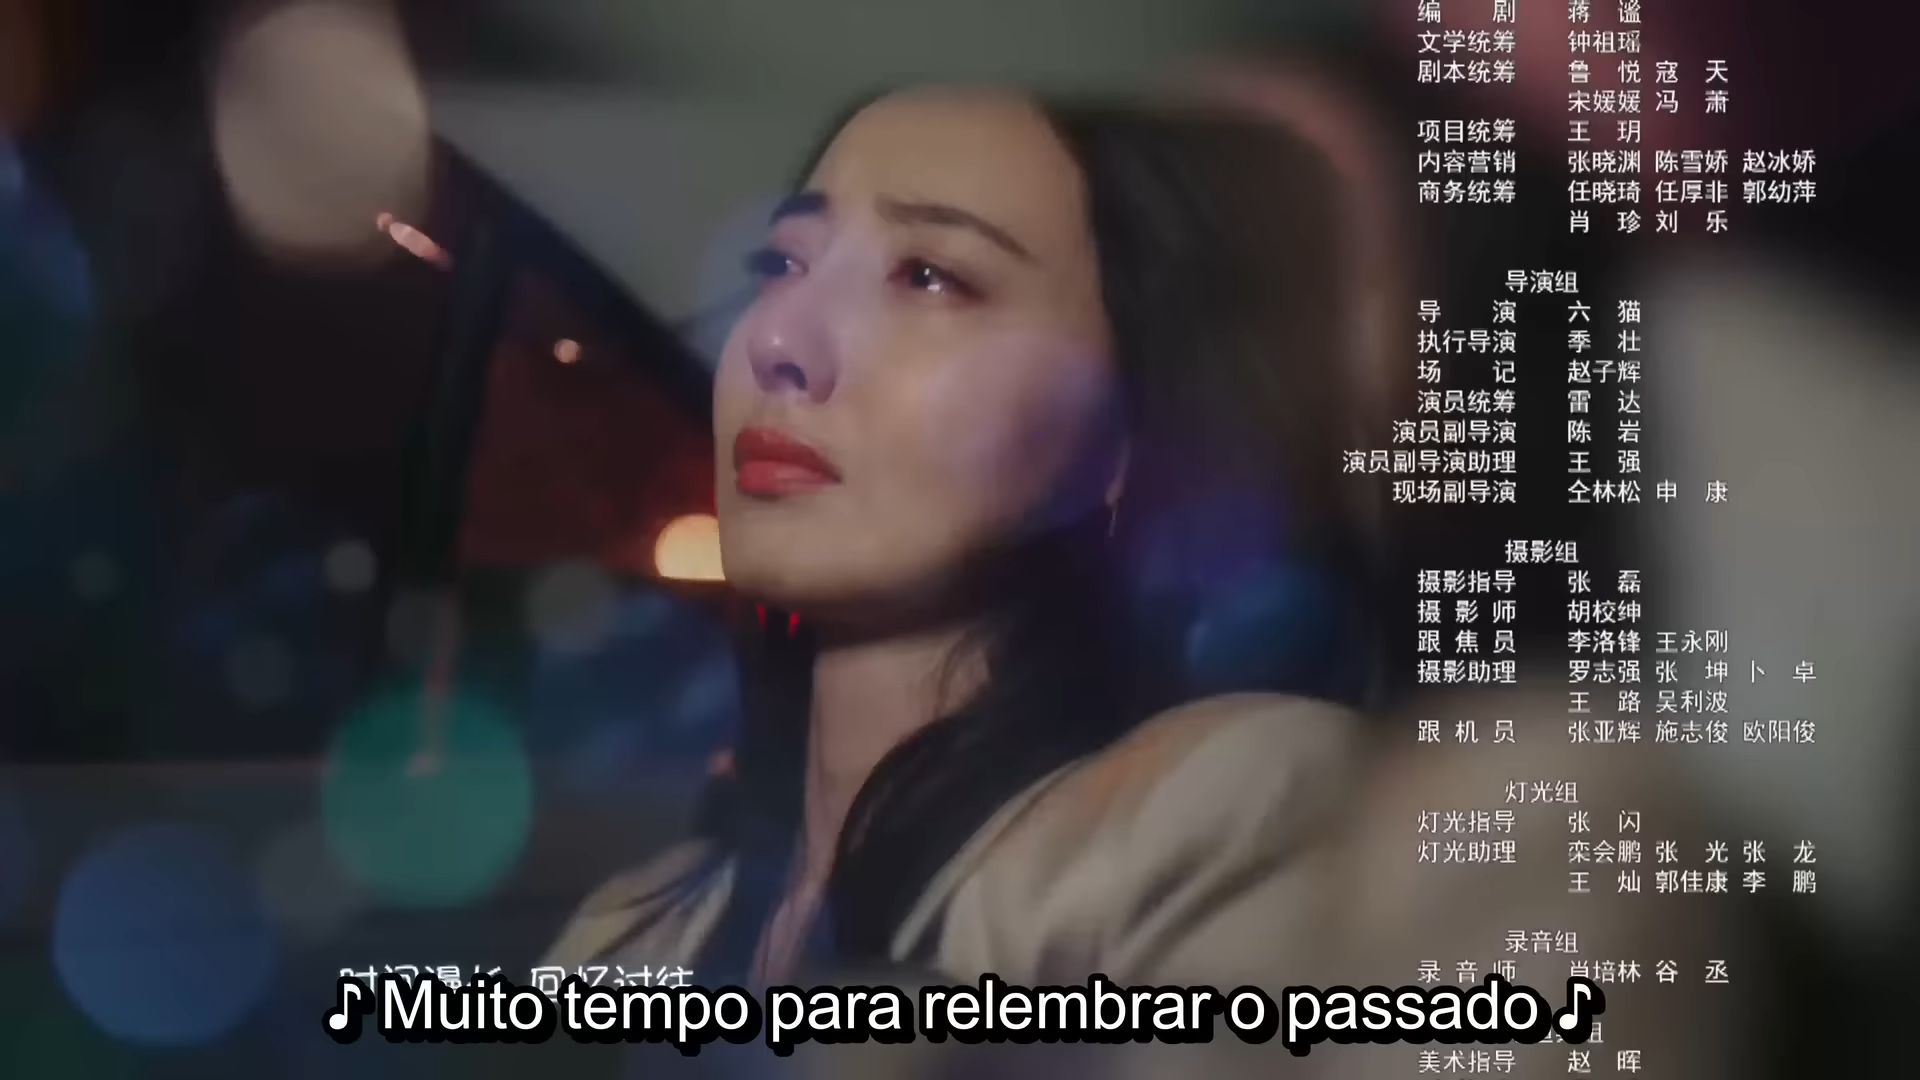 编剧 蒋谧
文学统筹 钟祖瑶
剧本统筹 鲁悦 寇天
宋媛媛 冯萧
项目统筹 王玥
内容营销 张晓渊 陈雪娇 赵冰娇
商务统筹 任晓琦 任厚非 郭幼萍
肖珍 刘乐
导演组
导演 六猫
执行导演 季壮
场记 赵子辉
演员统筹 雷达
演员副导演 陈岩
演员副导演助理 王强
现场副导演 仝林松 申康
摄影组
摄影指导 张磊
摄影师 胡校绅
跟焦员 李洛锋 王永刚
摄影助理 罗志强 张坤 卜卓
王路 吴利波
跟机员 张亚辉 施志俊 欧阳俊
灯光组
灯光指导 张闪
灯光助理 栾会鹏 张光 张龙
王灿 郭佳康 李鹏
录音组
录音师 肖培林 谷丞
时间漫长 回忆过往
♪ Muito tempo para relembrar o passado ♪
组
美术指导 赵晖